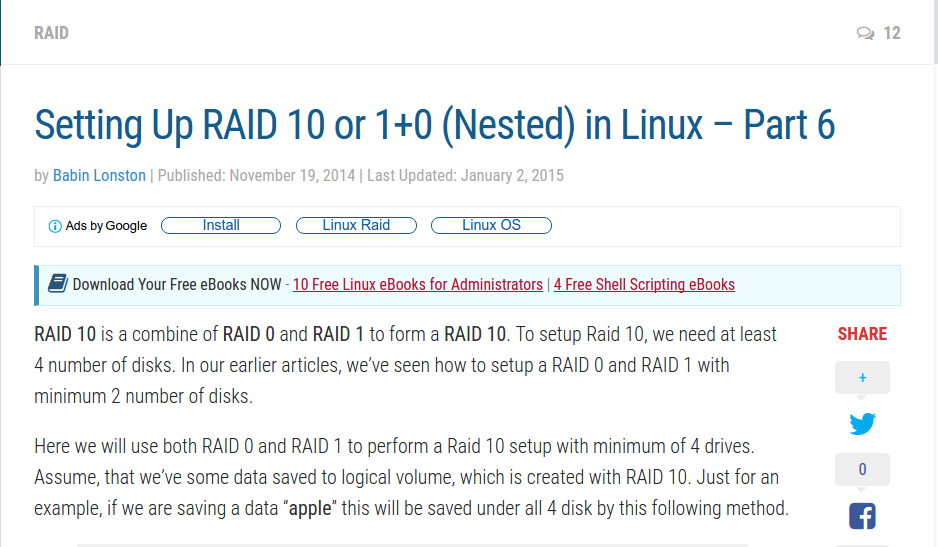 RAID
12
Setting Up RAID 10 or 1+0 (Nested) in Linux – Part 6
by Babin Lonston | Published: November 19, 2014 | Last Updated: January 2, 2015
Ads by Google Install Linux Raid Linux OS
Download Your Free eBooks NOW - 10 Free Linux eBooks for Administrators | 4 Free Shell Scripting eBooks
RAID 10 is a combine of RAID 0 and RAID 1 to form a RAID 10. To setup Raid 10, we need at least
4 number of disks. In our earlier articles, we’ve seen how to setup a RAID 0 and RAID 1 with
minimum 2 number of disks.
Here we will use both RAID 0 and RAID 1 to perform a Raid 10 setup with minimum of 4 drives.
Assume, that we’ve some data saved to logical volume, which is created with RAID 10. Just for an
example, if we are saving a data “apple” this will be saved under all 4 disk by this following method.
SHARE
+
0